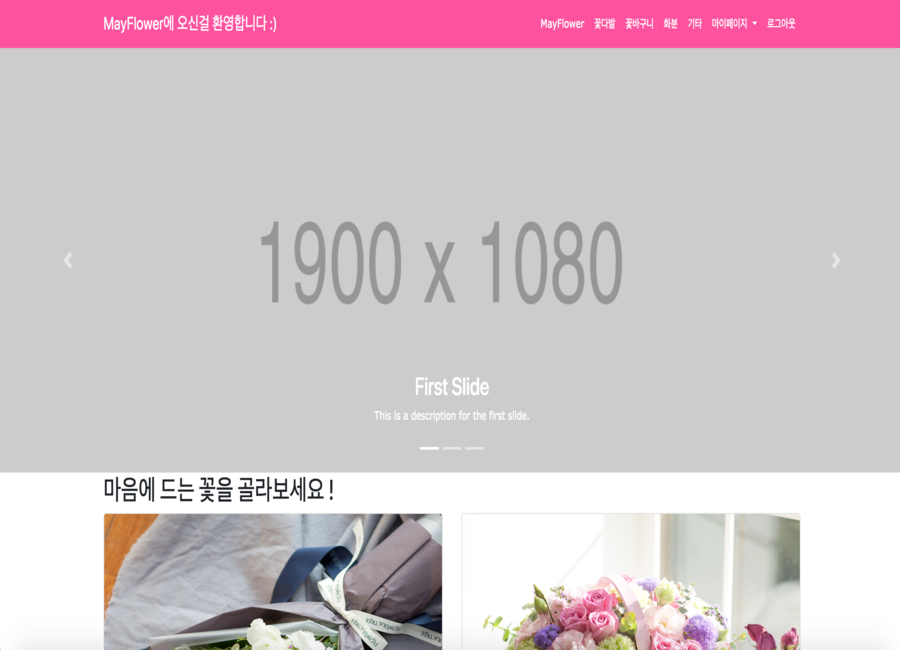 MayFlower에 오신걸 환영합니다 :)
MayFlower 꽃다발 꽃바구니 화분 기타 마이페이지 로그아웃
1900 x 1080
First Slide
This is a description for the first slide.
마음에 드는 꽃을 골라보세요 !